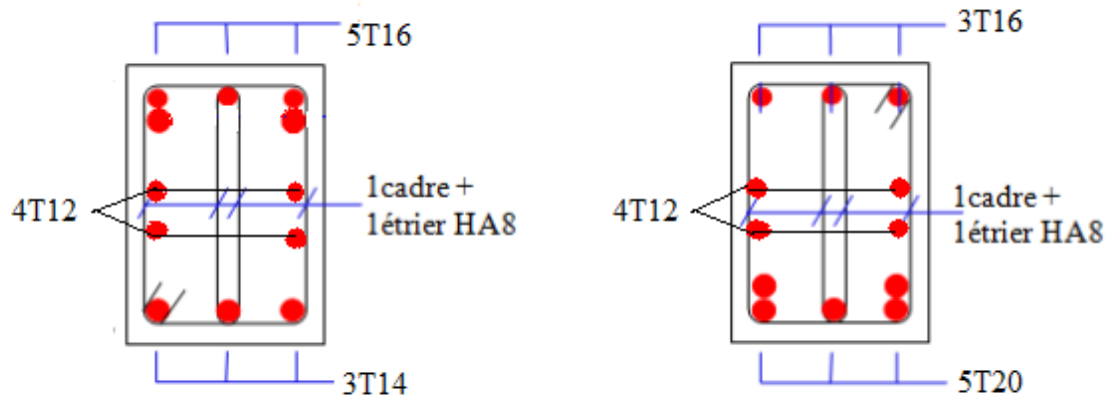 5T16
4T12
1cadre +
1étrier HA8
3T14
3T16
4T12
1cadre +
1étrier HA8
5T20